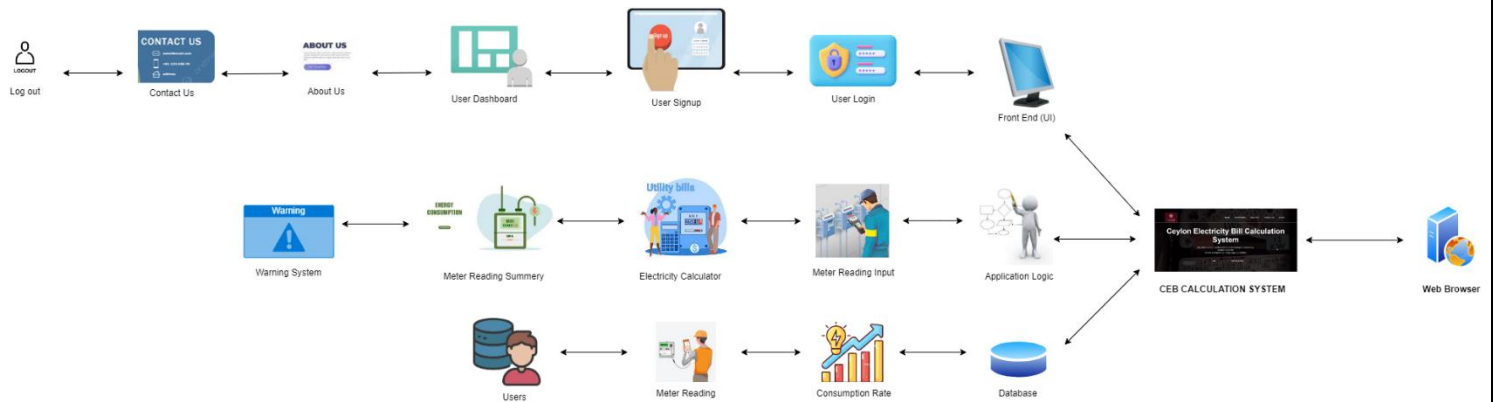 LOGOUT
Log out
CONTACT US
Contact Us
ABOUT US
About Us
User Dashboard
Sign up
User Signup
User Login
Front End (UI)
Warning
Warning System
ENERGY
CONSUMPTION
Meter Reading Summery
Utility bills
Electricity Calculator
Meter Reading Input
Application Logic
Ceylon Electricity Bill Calculation
System
CEB CALCULATION SYSTEM
Web Browser
Users
Meter Reading
Consumption Rate
Database